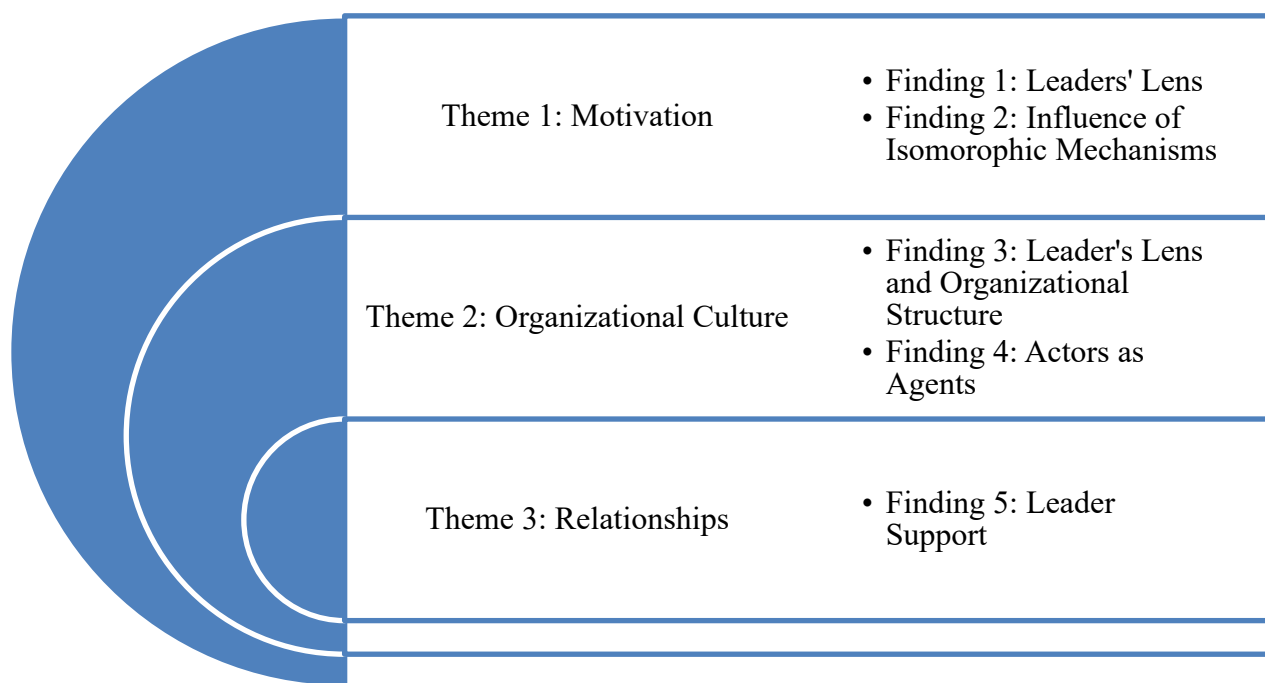 Theme 1: Motivation
• Finding 1: Leaders' Lens
• Finding 2: Influence of
Isomorophic Mechanisms
Theme 2: Organizational Culture
• Finding 3: Leader's Lens
and Organizational
Structure
• Finding 4: Actors as
Agents
Theme 3: Relationships
• Finding 5: Leader
Support